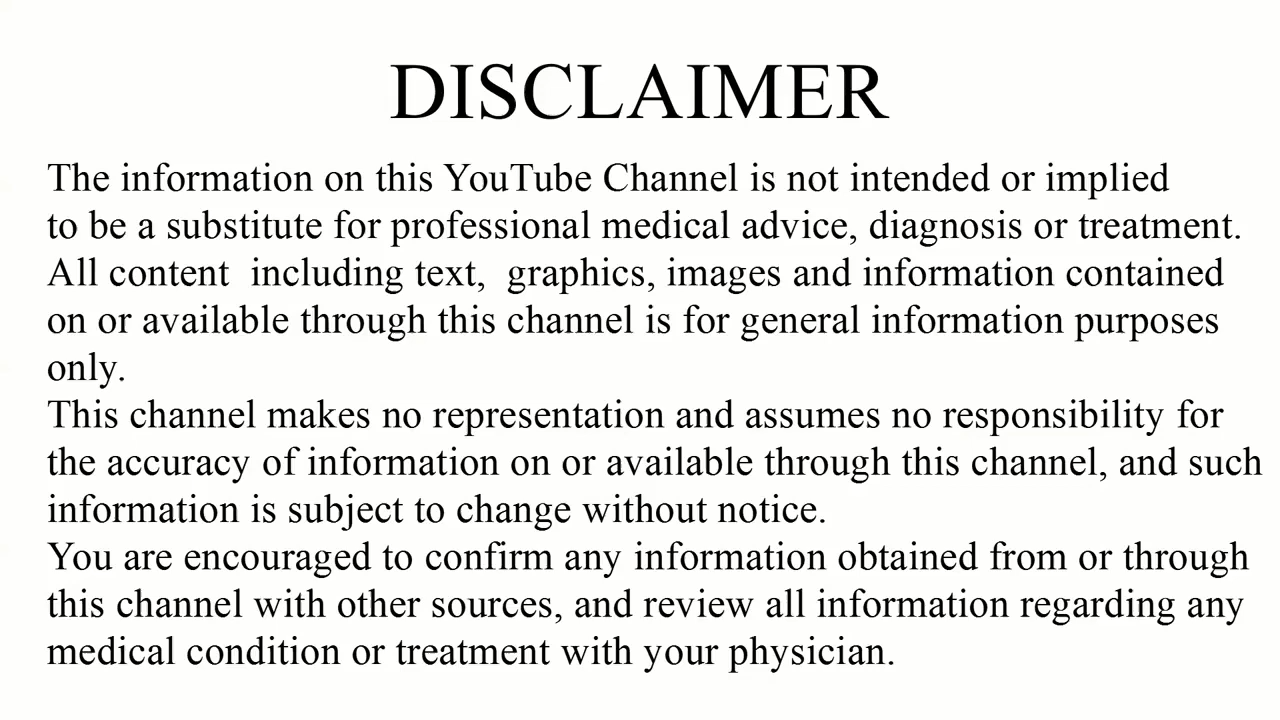 DISCLAIMER
The information on this YouTube Channel is not intended or implied
to be a substitute for professional medical advice, diagnosis or treatment.
All content  including text,  graphics, images and information contained
on or available through this channel is for general information purposes
only.
This channel makes no representation and assumes no responsibility for
the accuracy of information on or available through this channel, and such
information is subject to change without notice.
You are encouraged to confirm any information obtained from or through
this channel with other sources, and review all information regarding any
medical condition or treatment with your physician.